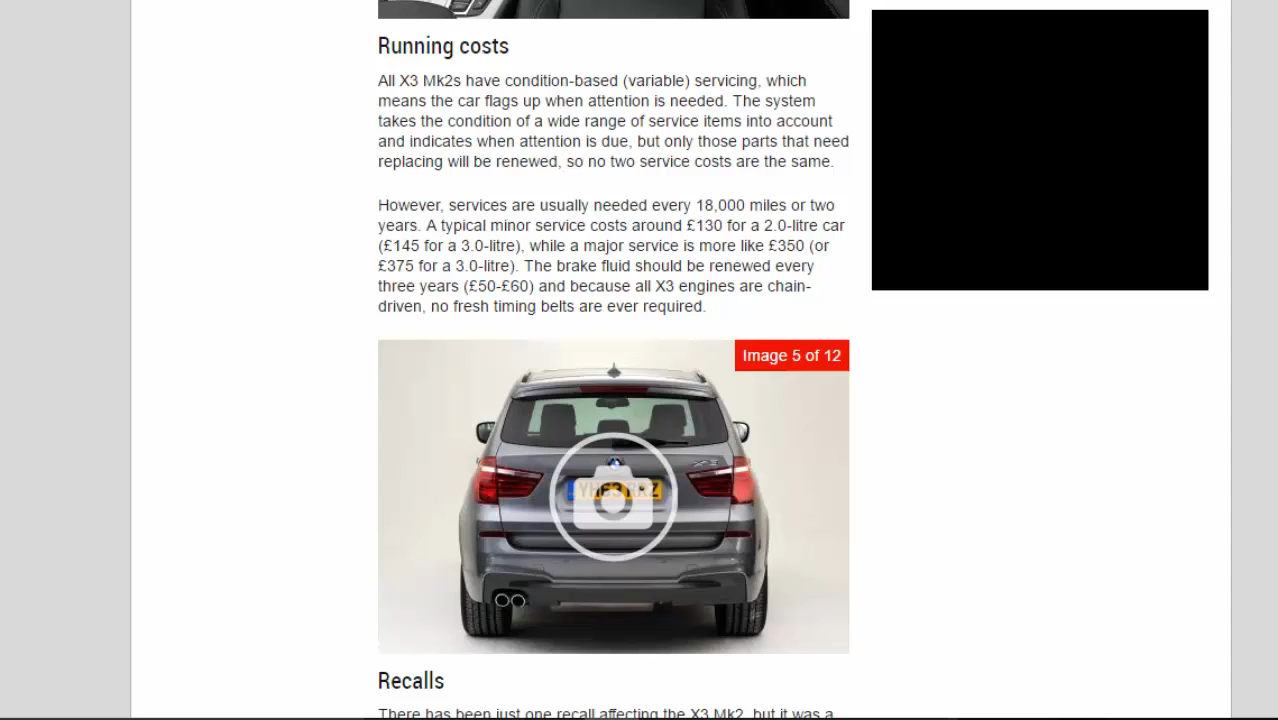 Running costs
All X3 Mk2s have condition-based (variable) servicing, which
means the car flags up when attention is needed. The system
takes the condition of a wide range of service items into account
and indicates when attention is due, but only those parts that need
replacing will be renewed, so no two service costs are the same.
However, services are usually needed every 18,000 miles or two
years. A typical minor service costs around £130 for a 2.0-litre car
(£145 for a 3.0-litre), while a major service is more like £350 (or
£375 for a 3.0-litre). The brake fluid should be renewed every
three years (£50-£60) and because all X3 engines are chain-
driven, no fresh timing belts are ever required.
Image 5 of 12
X3
Recalls
There has been just one recall affecting the X3 Mk2, but it was a